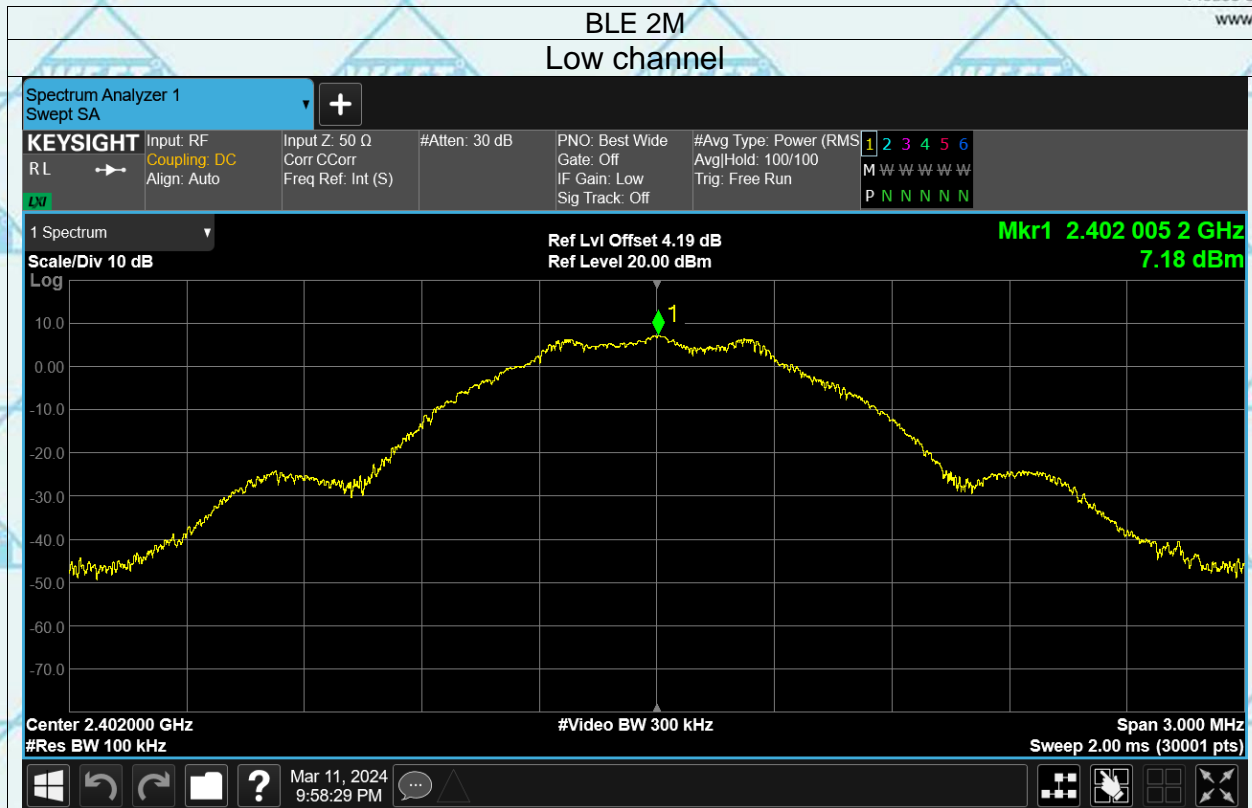 www
BLE 2M
Low channel
Spectrum Analyzer 1
Swept SA
KEYSIGHT
RL
LXI
Input: RF
Coupling: DC
Align: Auto
Input Z: 50 Ω
Corr CCorr
Freq Ref: Int (S)
#Atten: 30 dB
PNO: Best Wide
Gate: Off
IF Gain: Low
Sig Track: Off
#Avg Type: Power (RMS
Avg|Hold: 100/100
Trig: Free Run
1 2 3 4 5 6
M W W W W W
P N N N N N
1 Spectrum
Scale/Div 10 dB
Log
Ref Lvl Offset 4.19 dB
Ref Level 20.00 dBm
Mkr1 2.402 005 2 GHz
7.18 dBm
1
10.0
0.00
-10.0
-20.0
-30.0
-40.0
-50.0
-60.0
-70.0
Center 2.402000 GHz
#Res BW 100 kHz
#Video BW 300 kHz
Span 3.000 MHz
Sweep 2.00 ms (30001 pts)
?
Mar 11, 2024
9:58:29 PM